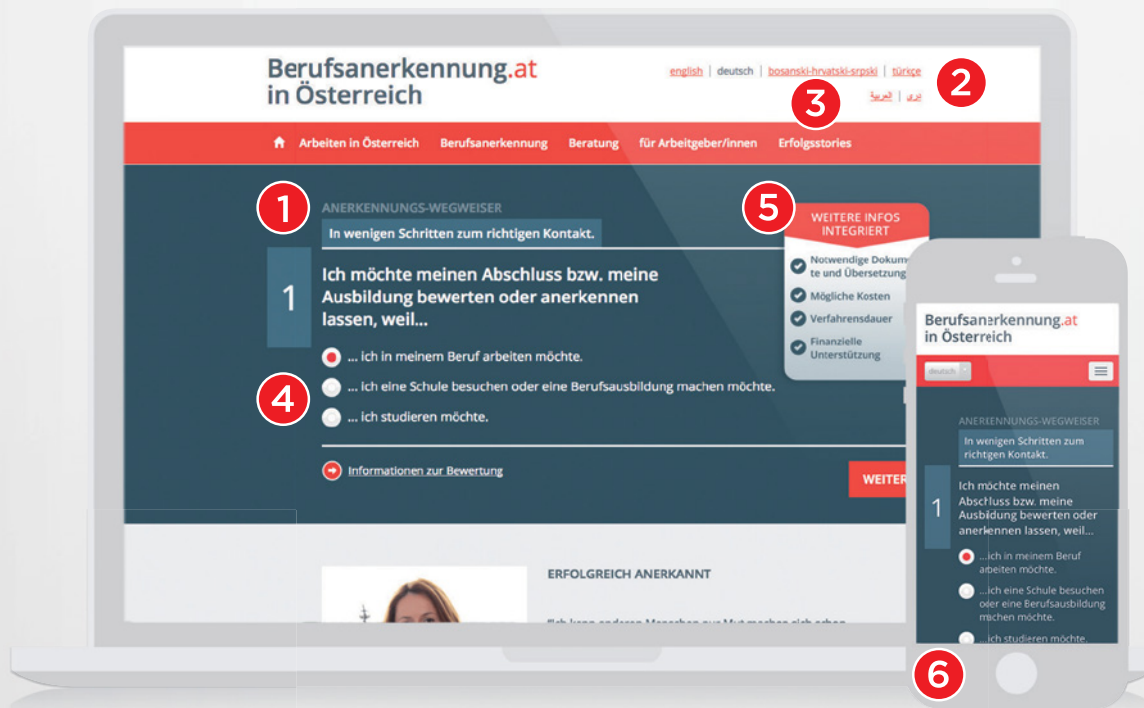 Berufsanerkennung.at
in Österreich
english | deutsch | bosanski-hrvatski-srpski | türkçe
2
3
العربية | دری
Arbeiten in Österreich Berufsanerkennung Beratung für Arbeitgeber/innen Erfolgsstories
1
ANERKENNUNGS-WEGWEISER
In wenigen Schritten zum richtigen Kontakt.
5
WEITERE INFOS
INTEGRIERT
Notwendige Dokume
te und Übersetzung
Mögliche Kosten
Verfahrensdauer
Finanzielle
Unterstützung
1
Ich möchte meinen Abschluss bzw. meine
Ausbildung bewerten oder anerkennen
lassen, weil...
... ich in meinem Beruf arbeiten möchte.
4
... ich eine Schule besuchen oder eine Berufsausbildung machen möchte.
... ich studieren möchte.
Informationen zur Bewertung
WEITER
ERFOLGREICH ANERKANNT
Berufsanerkennung.at
in Österreich
deutsch
ANERKENNUNGS-WEGWEISER
In wenigen Schritten zum
richtigen Kontakt.
1
Ich möchte meinen
Abschluss bzw. meine
Ausbildung bewerten oder
anerkennen lassen, weil...
...ich in meinem Beruf
arbeiten möchte.
...ich eine Schule besuchen
oder eine Berufsausbildung
machen möchte.
...ich studieren möchte.
6